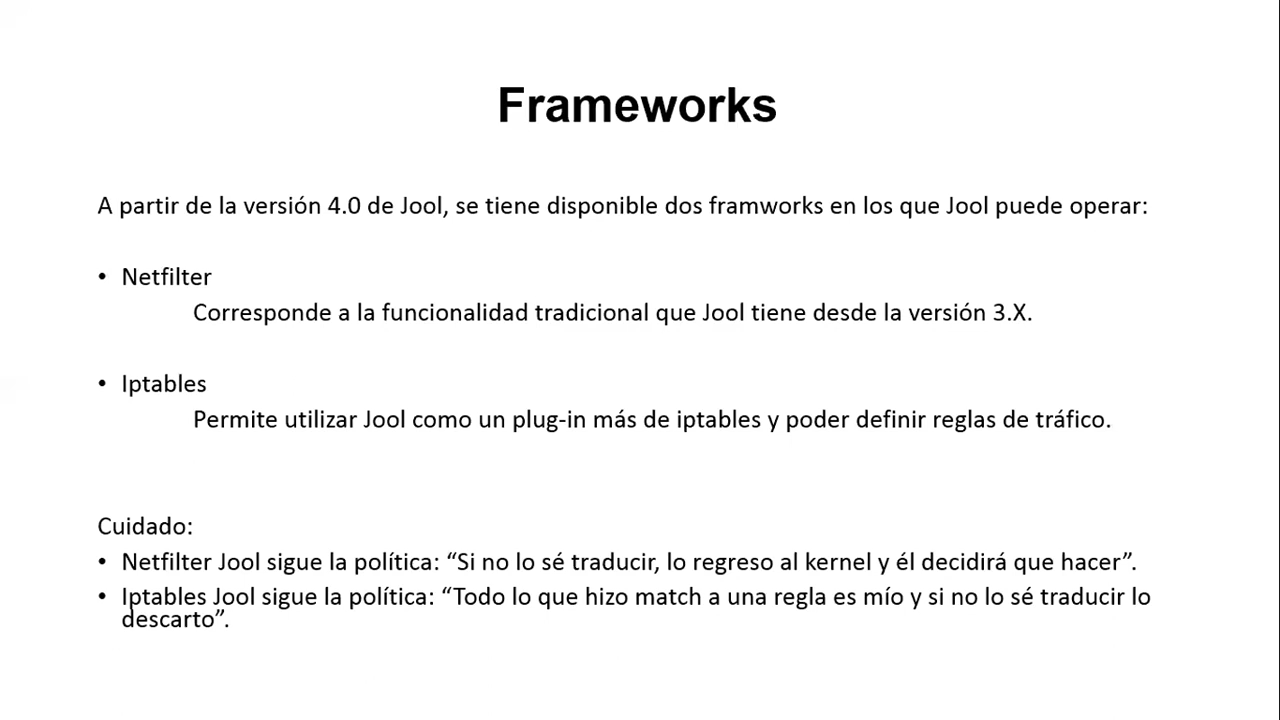 Frameworks
A partir de la versión 4.0 de Jool, se tiene disponible dos framworks en los que Jool puede operar:
• Netfilter
Corresponde a la funcionalidad tradicional que Jool tiene desde la versión 3.X.
• Iptables
Permite utilizar Jool como un plug-in más de iptables y poder definir reglas de tráfico.
Cuidado:
• Netfilter Jool sigue la política: “Si no lo sé traducir, lo regreso al kernel y él decidirá que hacer”.
• Iptables Jool sigue la política: “Todo lo que hizo match a una regla es mío y si no lo sé traducir lo
descarto”.